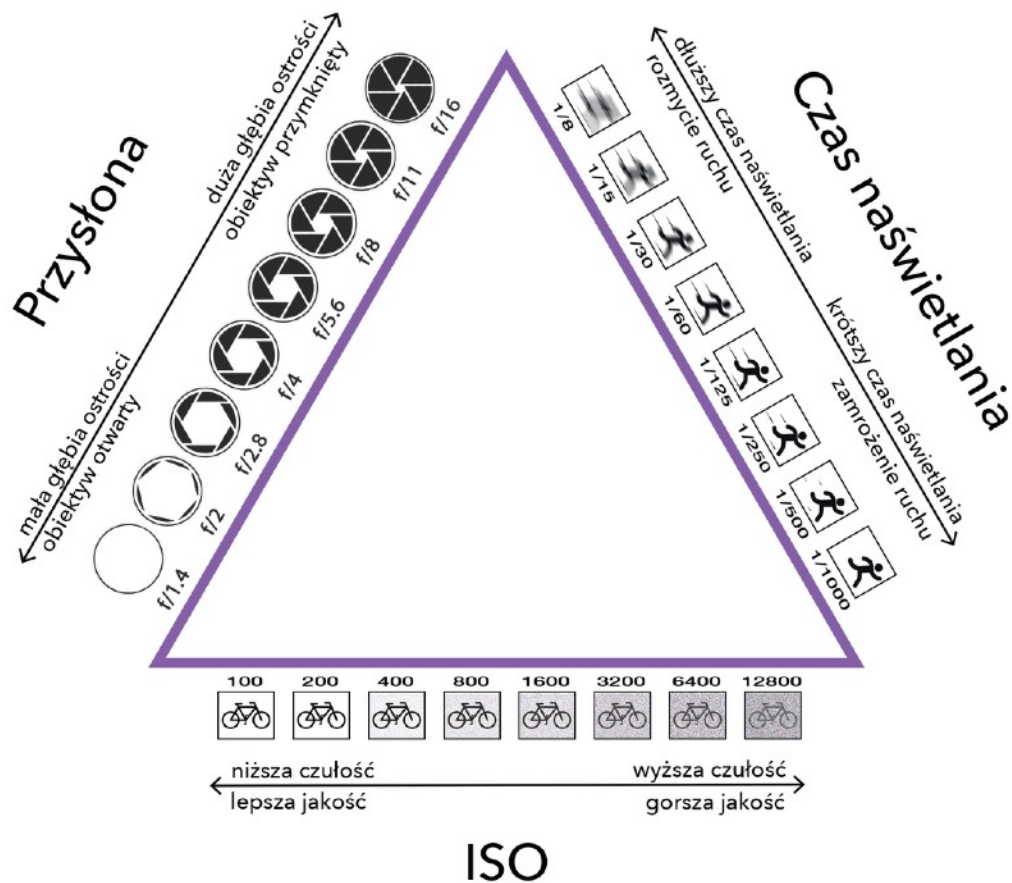 Przysłona
duża głębia ostrości
obiektyw przymknięty
mała głębia ostrości
obiektyw otwarty
f/16
f/11
f/8
f/5.6
f/4
f/2.8
f/2
f/1.4
Czas naświetlania
dłuższy czas naświetlania
rozmycie ruchu
krótszy czas naświetlania
zamrożenie ruchu
1/8
1/15
1/30
1/60
1/125
1/250
1/500
1/1000
100 200 400 800 1600 3200 6400 12800
niższa czułość wyższa czułość
lepsza jakość gorsza jakość
ISO